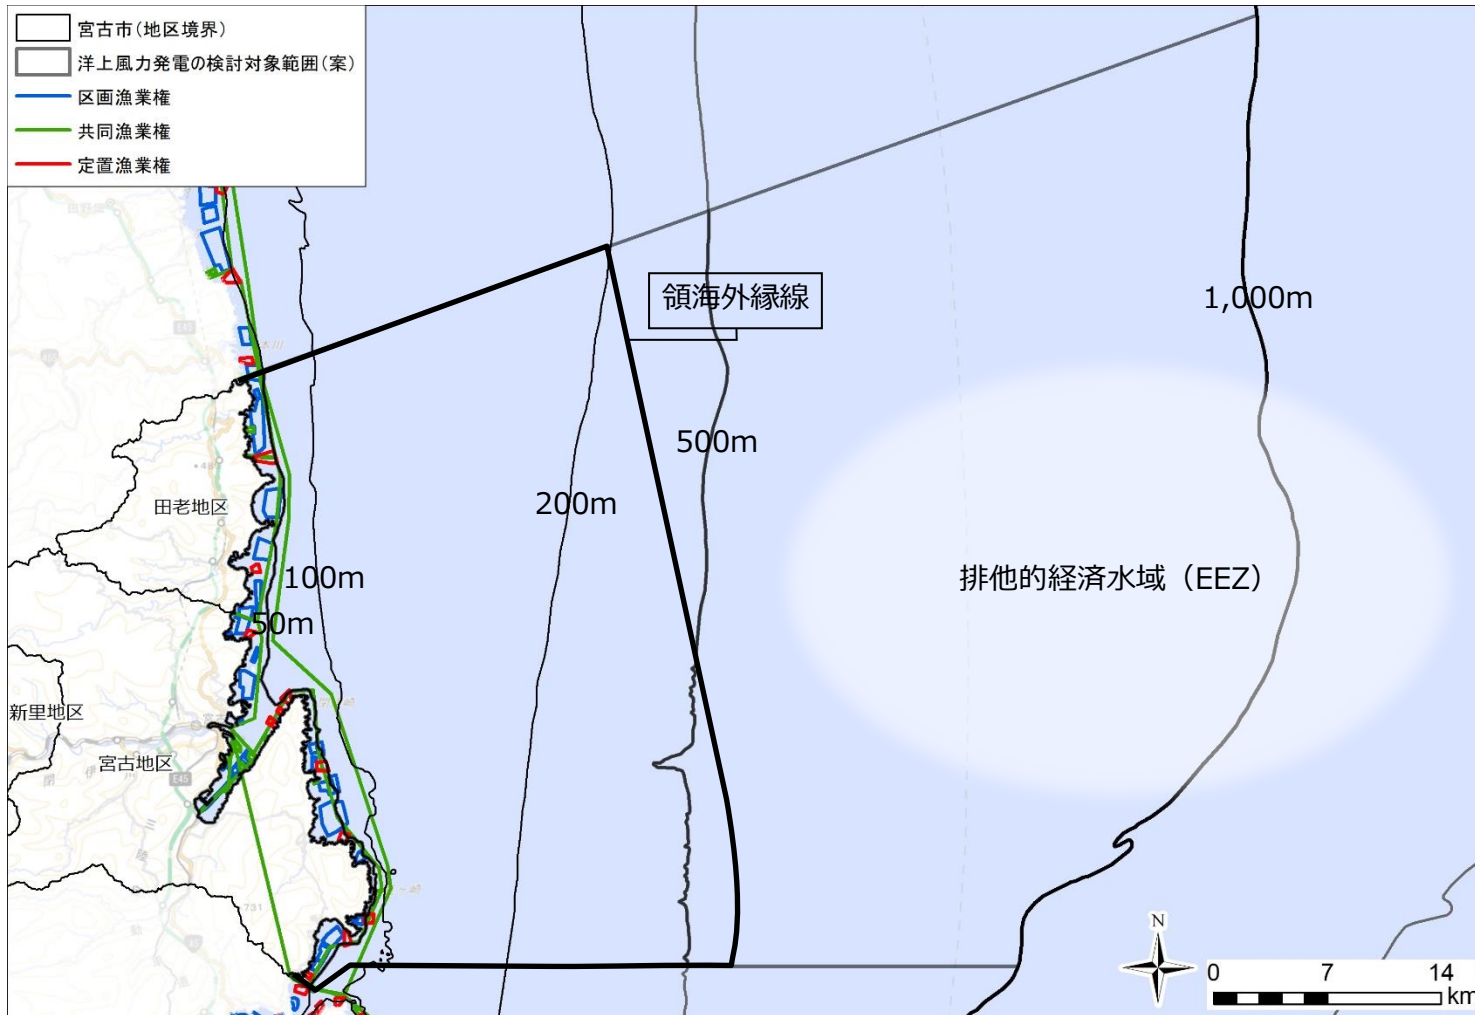 宮古市(地区境界)
洋上風力発電の検討対象範囲(案)
区画漁業権
共同漁業権
定置漁業権
領海外縁線
1,000m
500m
200m
田老地区
排他的経済水域（EEZ）
100m
50m
新里地区
宮古地区
E45
731
N
0 7 14
km